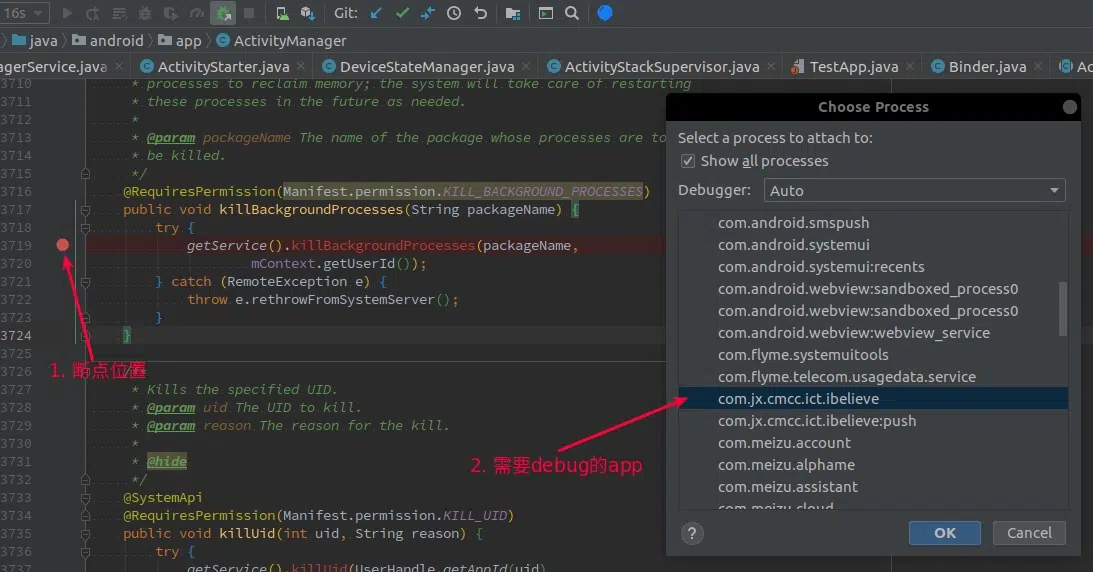 16s
Git:
java android app ActivityManager
agerService.java ActivityStarter.java DeviceStateManager.java ActivityStackSupervisor.java TestApp.java Binder.java Ac
3710 * processes to reclaim memory; the system will take care of restarting
3711 * these processes in the future as needed.
3712 *
3713 * @param packageName The name of the package whose processes are to
3714 * be killed.
3715 */
3716 @RequiresPermission(Manifest.permission.KILL_BACKGROUND_PROCESSES)
3717 public void killBackgroundProcesses(String packageName) {
3718 try {
3719 getService().killBackgroundProcesses(packageName,
3720 mContext.getUserId());
3721 } catch (RemoteException e) {
3722 throw e.rethrowFromSystemServer();
3723 }
3724 }
3725
1. 断点位置
3726 /**
3727 * Kills the specified UID.
3728 * @param uid The UID to kill.
3729 * @param reason The reason for the kill.
3730 *
3731 * @hide
3732 */
3733 @SystemApi
3734 @RequiresPermission(Manifest.permission.KILL_UID)
3735 public void killUid(int uid, String reason) {
3736 try {
3737 getService().killUid(UserHandle.getAppId(uid)
2. 需要debug的app
Choose Process
Select a process to attach to:
Show all processes
Debugger: Auto
com.android.smspush
com.android.systemui
com.android.systemui:recents
com.android.webview:sandboxed_process0
com.android.webview:sandboxed_process0
com.android.webview:webview_service
com.flyme.systemuitools
com.flyme.telecom.usagedata.service
com.jx.cmcc.ict.ibelieve
com.jx.cmcc.ict.ibelieve:push
com.meizu.account
com.meizu.alphame
com.meizu.assistant
com.meizu.cloud
?
OK
Cancel